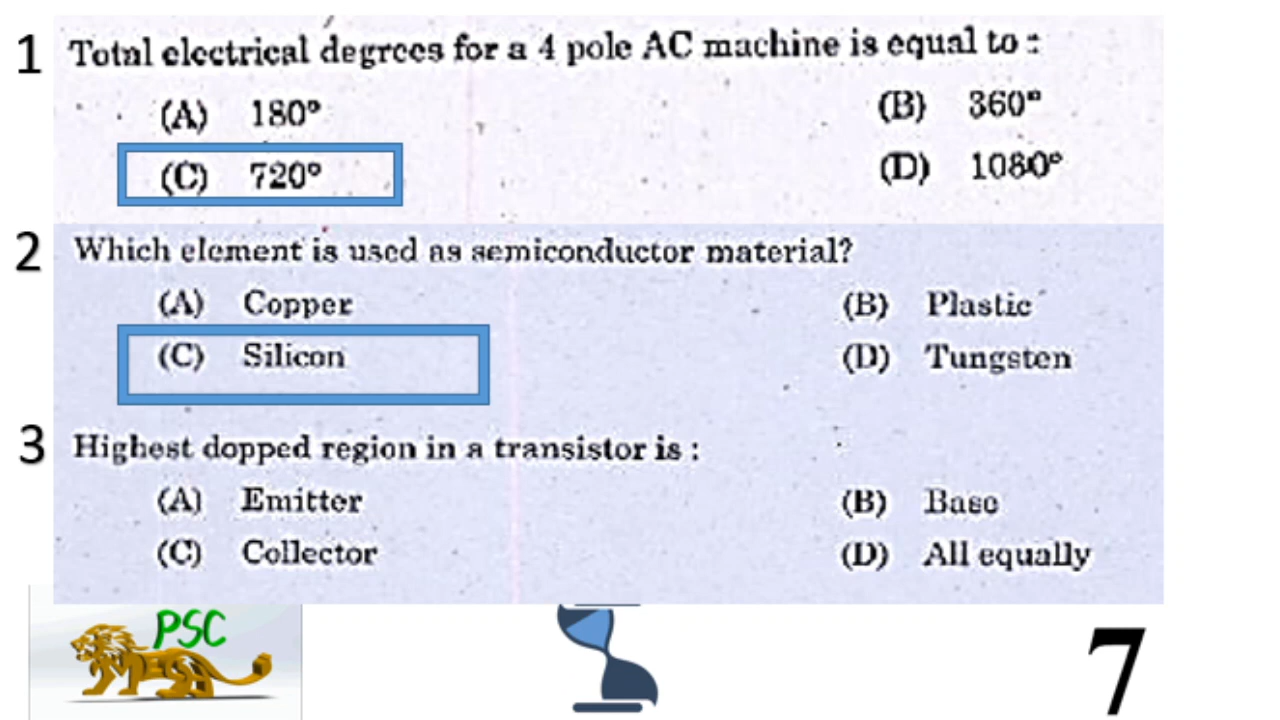 1 Total electrical degrees for a 4 pole AC machine is equal to :
(A) 180° (B) 360°
(C) 720° (D) 1080°
2 Which element is used as semiconductor material?
(A) Copper (B) Plastic
(C) Silicon (D) Tungsten
3 Highest dopped region in a transistor is :
(A) Emitter (B) Base
(C) Collector (D) All equally
PSC
7